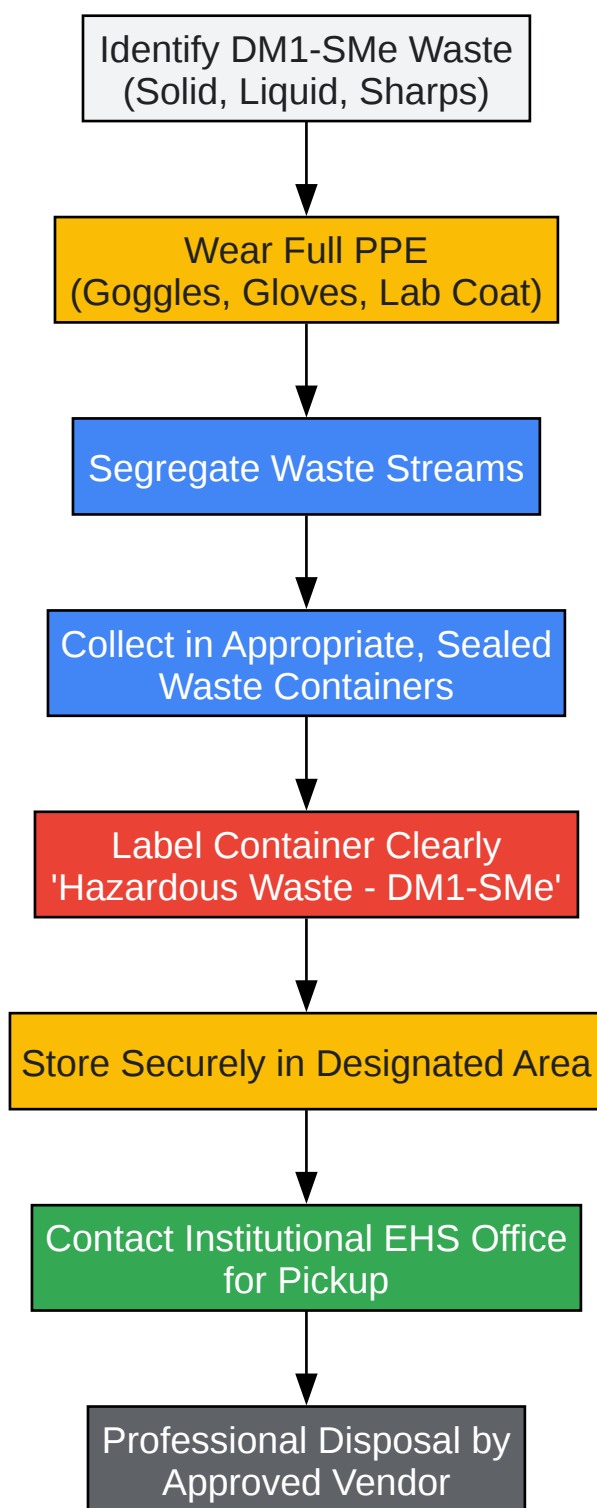 Identify DM1-SMe Waste
(Solid, Liquid, Sharps)
Wear Full PPE
(Goggles, Gloves, Lab Coat)
Segregate Waste Streams
Collect in Appropriate, Sealed
Waste Containers
Label Container Clearly
'Hazardous Waste - DM1-SMe'
Store Securely in Designated Area
Contact Institutional EHS Office
for Pickup
Professional Disposal by
Approved Vendor